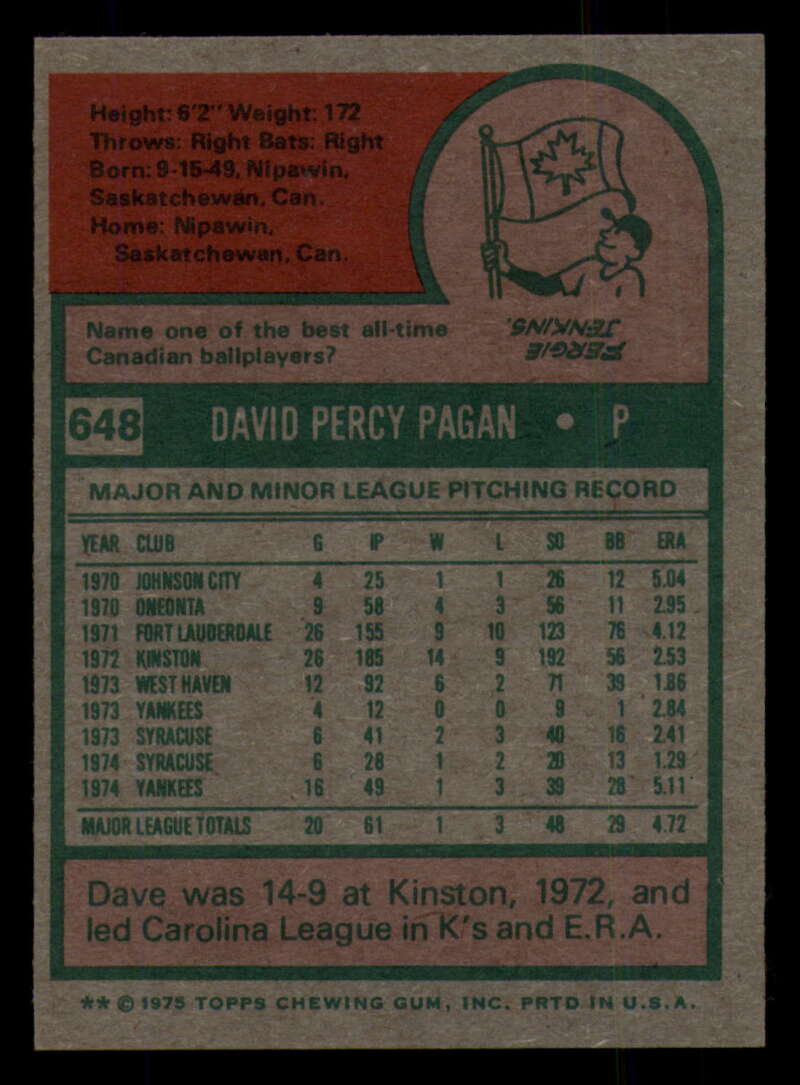 Height: 6'2" Weight: 172
Throws: Right Bats: Right
Born: 9-15-49, Nipawin,
Saskatchewan, Can.
Home: Nipawin,
Saskatchewan, Can.
Name one of the best all-time
Canadian ballplayers?
FERGIE
JENKINS.
648 DAVID PERCY PAGAN • P
MAJOR AND MINOR LEAGUE PITCHING RECORD
YEAR CLUB G IP W L SO BB ERA
1970 JOHNSON CITY 4 25 1 1 26 12 5.04
1970 ONEONTA 9 58 4 3 56 11 2.95
1971 FORT LAUDERDALE 26 155 9 10 123 76 4.12
1972 KINSTON 26 185 14 9 192 56 2.53
1973 WEST HAVEN 12 92 6 2 71 39 1.86
1973 YANKEES 4 12 0 0 9 1 2.84
1973 SYRACUSE 6 41 2 3 40 16 2.41
1974 SYRACUSE 6 28 1 2 20 13 1.29
1974 YANKEES 16 49 1 3 39 28 5.11
MAJOR LEAGUE TOTALS 20 61 1 3 48 29 4.72
Dave was 14-9 at Kinston, 1972, and
led Carolina League in K's and E.R.A.
** © 1975 TOPPS CHEWING GUM, INC. PRTD IN U.S.A.